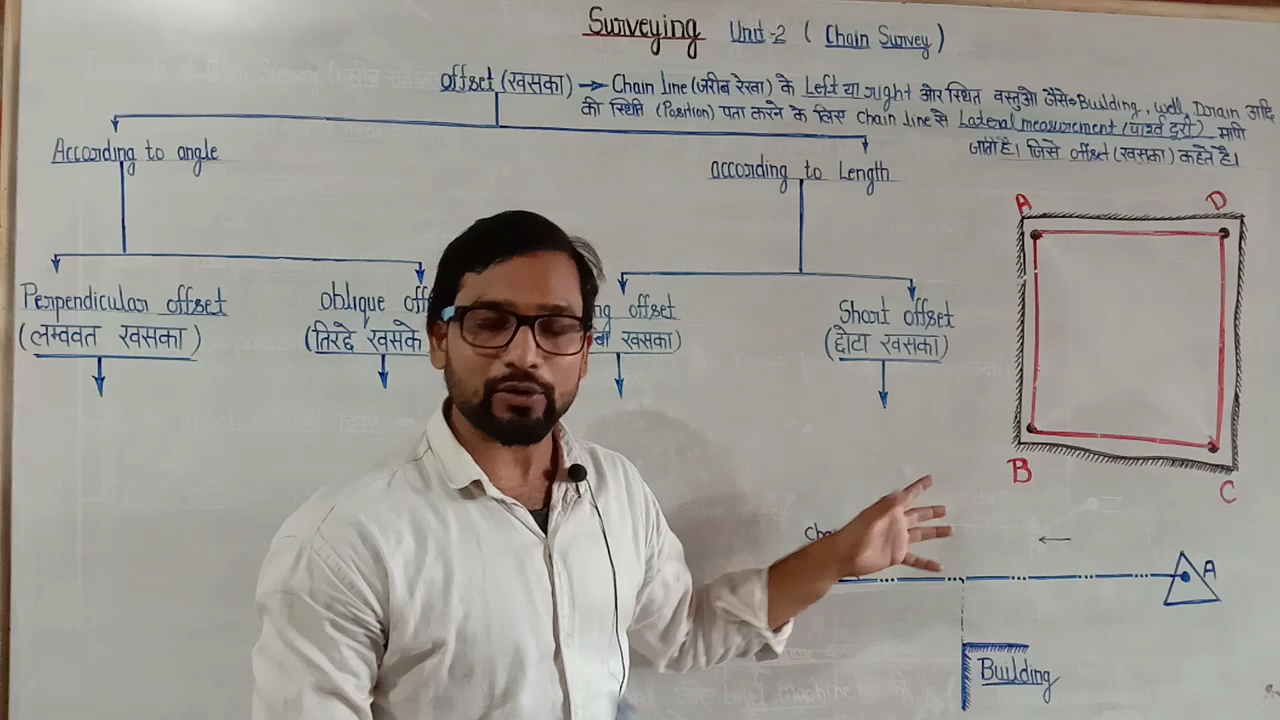 Surveying Unit-2 ( Chain Survey )
offset (खसका) → Chain line (जरीब रेखा) के Left या right ओर स्थित वस्तुओ जैसे⇒ Building, Well, Drain आदि
की स्थिति (Position) पता करने के लिए Chain line से Lateral measurement (पार्श्व दूरी) मापी
जाती है। जिसे offset (खसका) कहते है।
According to angle
according to Length
Perpendicular offset
(लम्बवत खसका)
oblique off
(तिरछे खसके
ng offset
खसका)
Short offset
(छोटा खसका)
A D
B C
A
Building